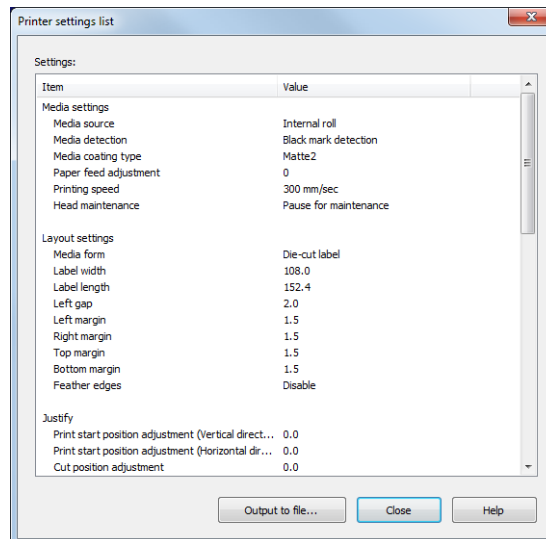 Printer settings list
Settings:
Item Value
Media settings
Media source Internal roll
Media detection Black mark detection
Media coating type Matte2
Paper feed adjustment 0
Printing speed 300 mm/sec
Head maintenance Pause for maintenance
Layout settings
Media form Die-cut label
Label width 108.0
Label length 152.4
Left gap 2.0
Left margin 1.5
Right margin 1.5
Top margin 1.5
Bottom margin 1.5
Feather edges Disable
Justify
Print start position adjustment (Vertical direct... 0.0
Print start position adjustment (Horizontal dir... 0.0
Cut position adjustment 0.0
Output to file... Close Help